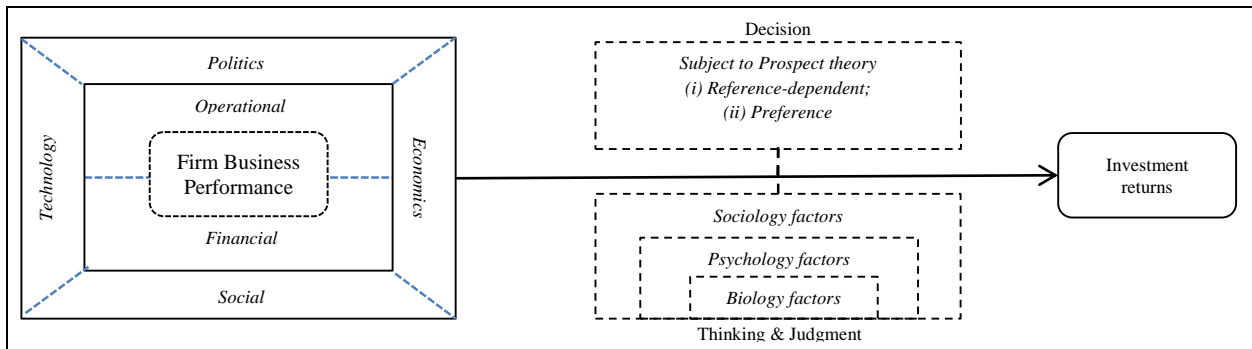 Politics
Operational
Technology
Firm Business
Performance
Economics
Financial
Social
Decision
Subject to Prospect theory
(i) Reference-dependent;
(ii) Preference
Sociology factors
Psychology factors
Biology factors
Thinking & Judgment
Investment
returns